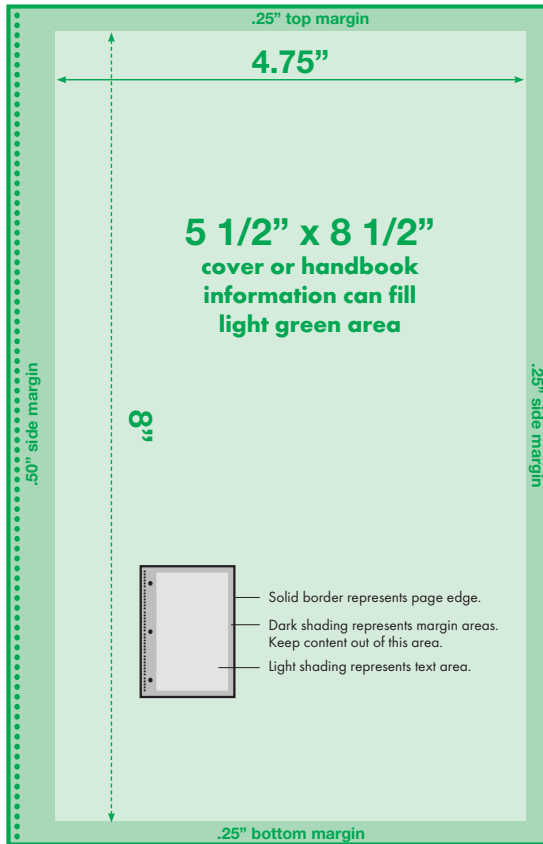 .25” top margin
4.75”
5 1/2” x 8 1/2”
cover or handbook
information can fill
light green area
.50” side margin
8”
.25” side margin
Solid border represents page edge.
Dark shading represents margin areas.
Keep content out of this area.
Light shading represents text area.
.25” bottom margin